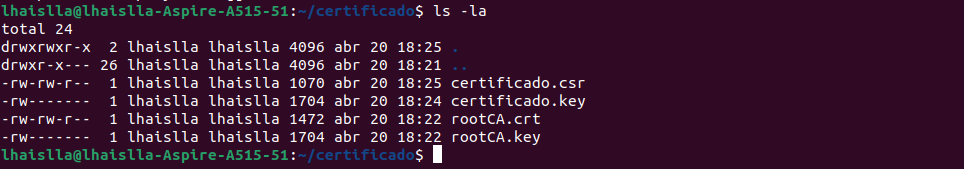 lhaislla@lhaislla-Aspire-A515-51:~/certificado$ ls -la
total 24
drwxrwxr-x  2 lhaislla lhaislla 4096 abr 20 18:25 .
drwxr-x--- 26 lhaislla lhaislla 4096 abr 20 18:21 ..
-rw-rw-r--  1 lhaislla lhaislla 1070 abr 20 18:25 certificado.csr
-rw-------  1 lhaislla lhaislla 1704 abr 20 18:24 certificado.key
-rw-rw-r--  1 lhaislla lhaislla 1472 abr 20 18:22 rootCA.crt
-rw-------  1 lhaislla lhaislla 1704 abr 20 18:22 rootCA.key
lhaislla@lhaislla-Aspire-A515-51:~/certificado$